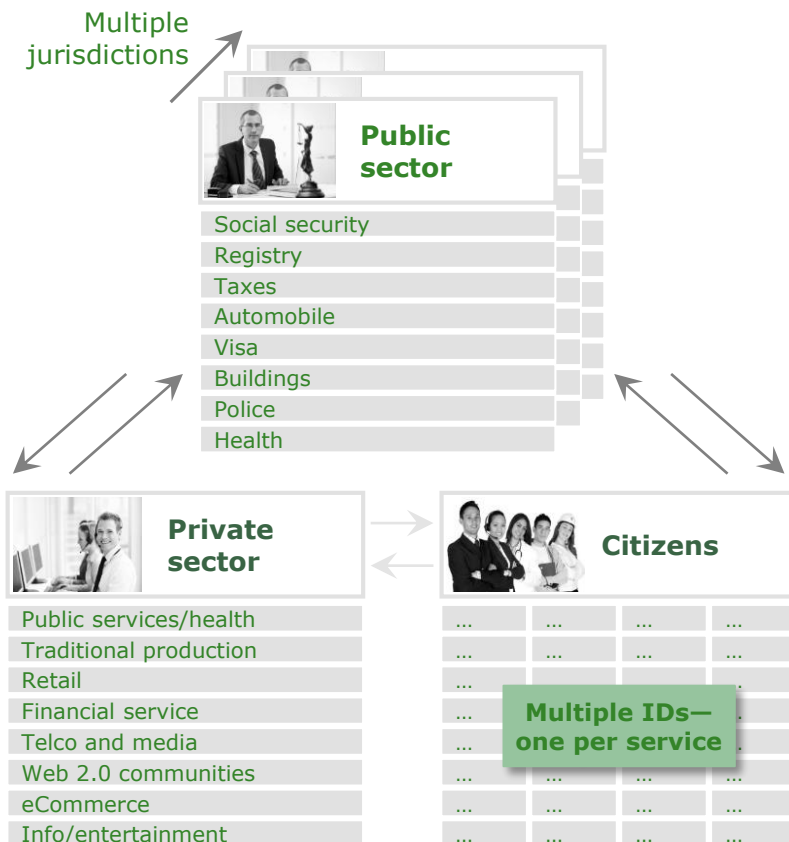 Multiple
jurisdictions
Public
sector
Social security
Registry
Taxes
Automobile
Visa
Buildings
Police
Health
Private
sector
Public services/health
Traditional production
Retail
Financial service
Telco and media
Web 2.0 communities
eCommerce
Info/entertainment
Citizens
... ... ... ...
... ... ... ...
...
...
...
... ... ... ...
... ... ... ...
... ... ... ...
Multiple IDs—
one per service